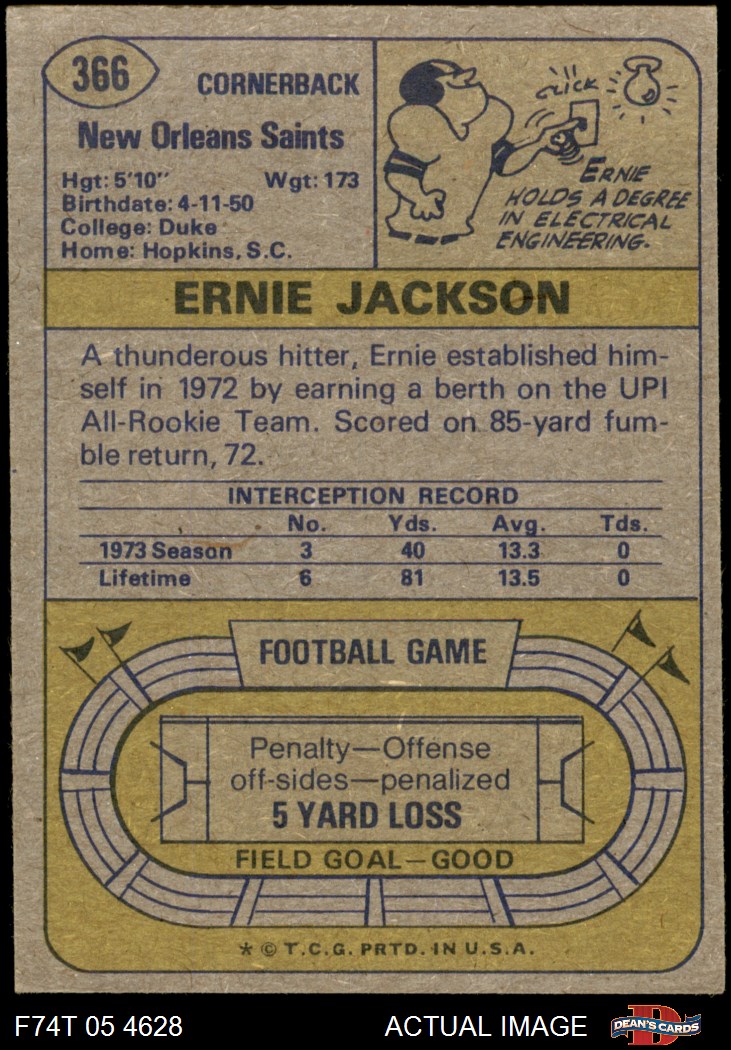 366
CORNERBACK
New Orleans Saints
Hgt: 5'10" Wgt: 173
Birthdate: 4-11-50
College: Duke
Home: Hopkins, S.C.
CLICK
ERNIE
HOLDS A DEGREE
IN ELECTRICAL
ENGINEERING.
ERNIE JACKSON
A thunderous hitter, Ernie established him-
self in 1972 by earning a berth on the UPI
All-Rookie Team. Scored on 85-yard fum-
ble return, 72.
INTERCEPTION RECORD
No. Yds. Avg. Tds.
1973 Season 3 40 13.3 0
Lifetime 6 81 13.5 0
FOOTBALL GAME
Penalty—Offense
off-sides—penalized
5 YARD LOSS
FIELD GOAL—GOOD
* © T.C.G. PRTD. IN U.S.A.
F74T 05 4628 ACTUAL IMAGE
D
DEAN'S CARDS